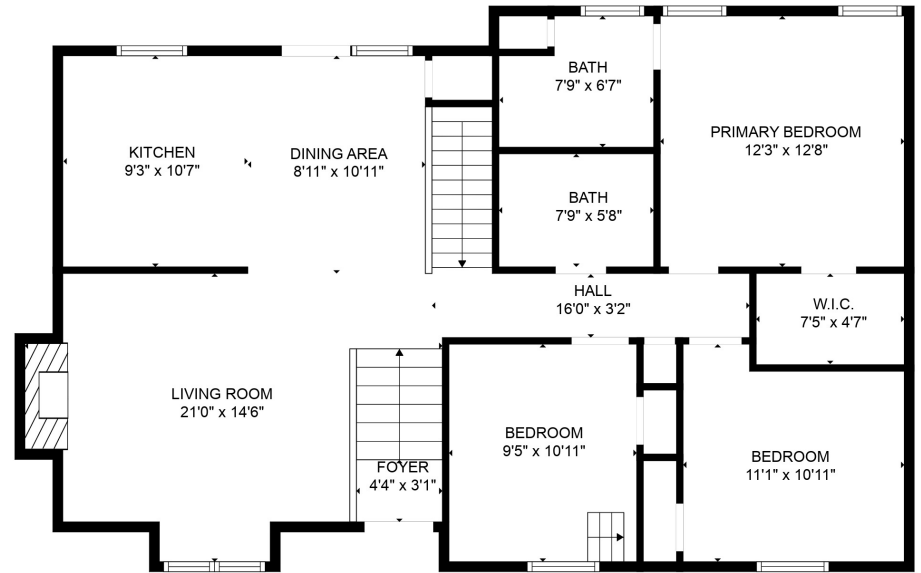 BATH
7'9" x 6'7"
PRIMARY BEDROOM
12'3" x 12'8"
KITCHEN
9'3" x 10'7"
DINING AREA
8'11" x 10'11"
BATH
7'9" x 5'8"
HALL
16'0" x 3'2"
W.I.C.
7'5" x 4'7"
LIVING ROOM
21'0" x 14'6"
BEDROOM
9'5" x 10'11"
FOYER
4'4" x 3'1"
BEDROOM
11'1" x 10'11"